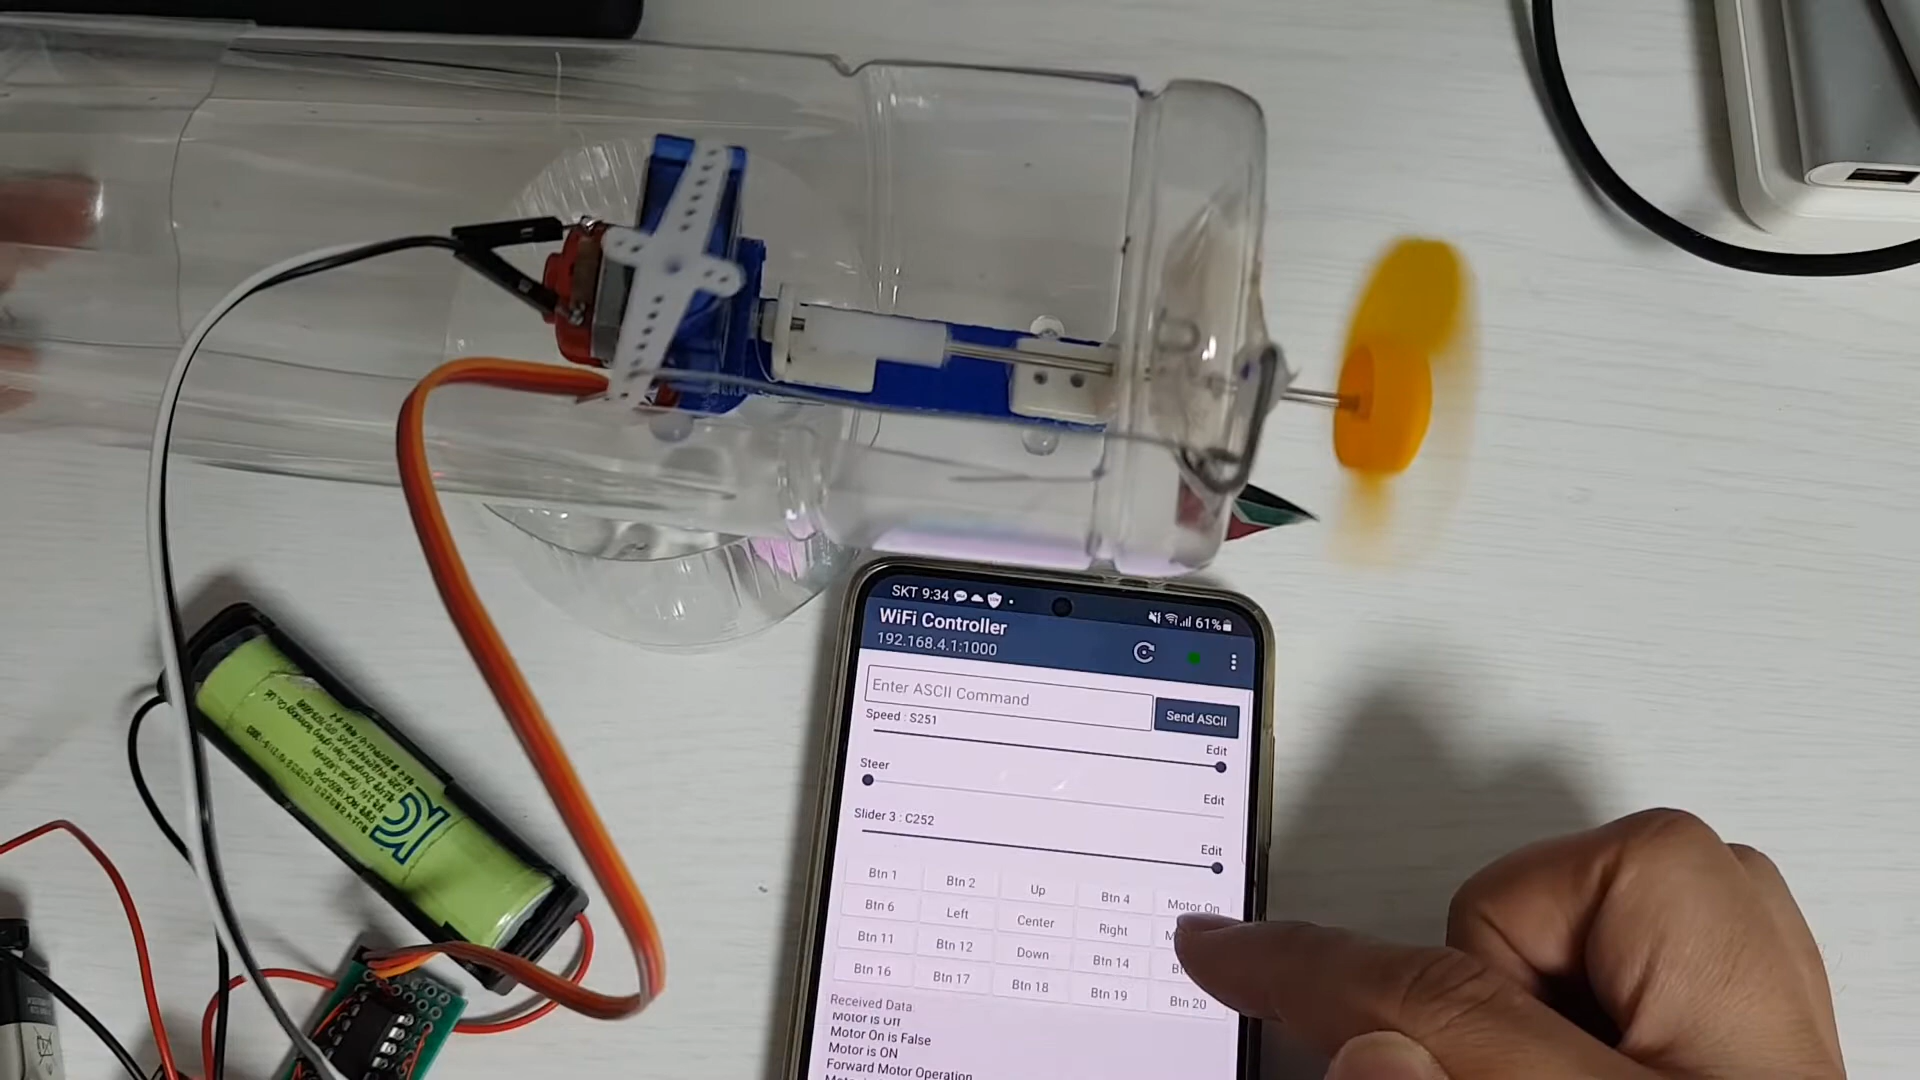 SKT 9:34
61%
WiFi Controller
192.168.4.1:1000
Enter ASCII Command
Send ASCII
Speed : S251
Edit
Steer
Edit
Slider 3 : C252
Edit
Btn 1 Btn 2 Up Btn 4 Motor On
Btn 6 Left Center Right
Btn 11 Btn 12 Down Btn 14
Btn 16 Btn 17 Btn 18 Btn 19 Btn 20
Received Data
Motor is Off
Motor On is False
Motor is ON
Forward Motor Operation